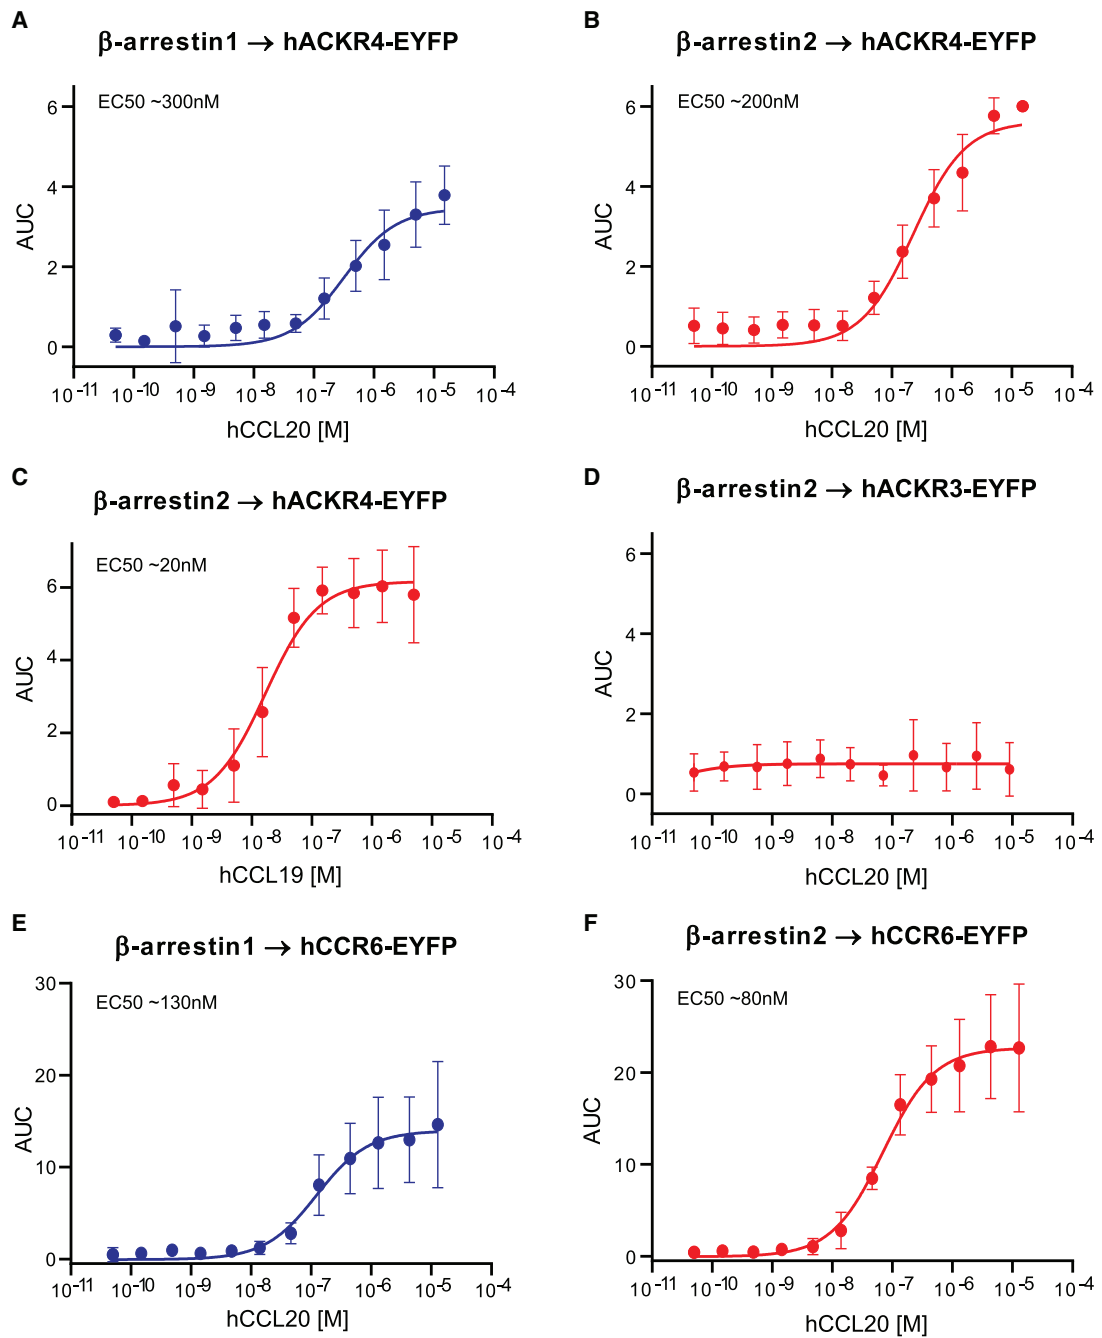 A
β-arrestin1 → hACKR4-EYFP
EC50 ~300nM
6
4
2
0
AUC
10-11 10-10 10-9 10-8 10-7 10-6 10-5 10-4
hCCL20 [M]
B
β-arrestin2 → hACKR4-EYFP
EC50 ~200nM
6
4
2
0
AUC
10-11 10-10 10-9 10-8 10-7 10-6 10-5 10-4
hCCL20 [M]
C
β-arrestin2 → hACKR4-EYFP
EC50 ~20nM
6
4
2
0
AUC
10-11 10-10 10-9 10-8 10-7 10-6 10-5 10-4
hCCL19 [M]
D
β-arrestin2 → hACKR3-EYFP
6
4
2
0
AUC
10-11 10-10 10-9 10-8 10-7 10-6 10-5 10-4
hCCL20 [M]
E
β-arrestin1 → hCCR6-EYFP
EC50 ~130nM
30
20
10
0
AUC
10-11 10-10 10-9 10-8 10-7 10-6 10-5 10-4
hCCL20 [M]
F
β-arrestin2 → hCCR6-EYFP
EC50 ~80nM
30
20
10
0
AUC
10-11 10-10 10-9 10-8 10-7 10-6 10-5 10-4
hCCL20 [M]